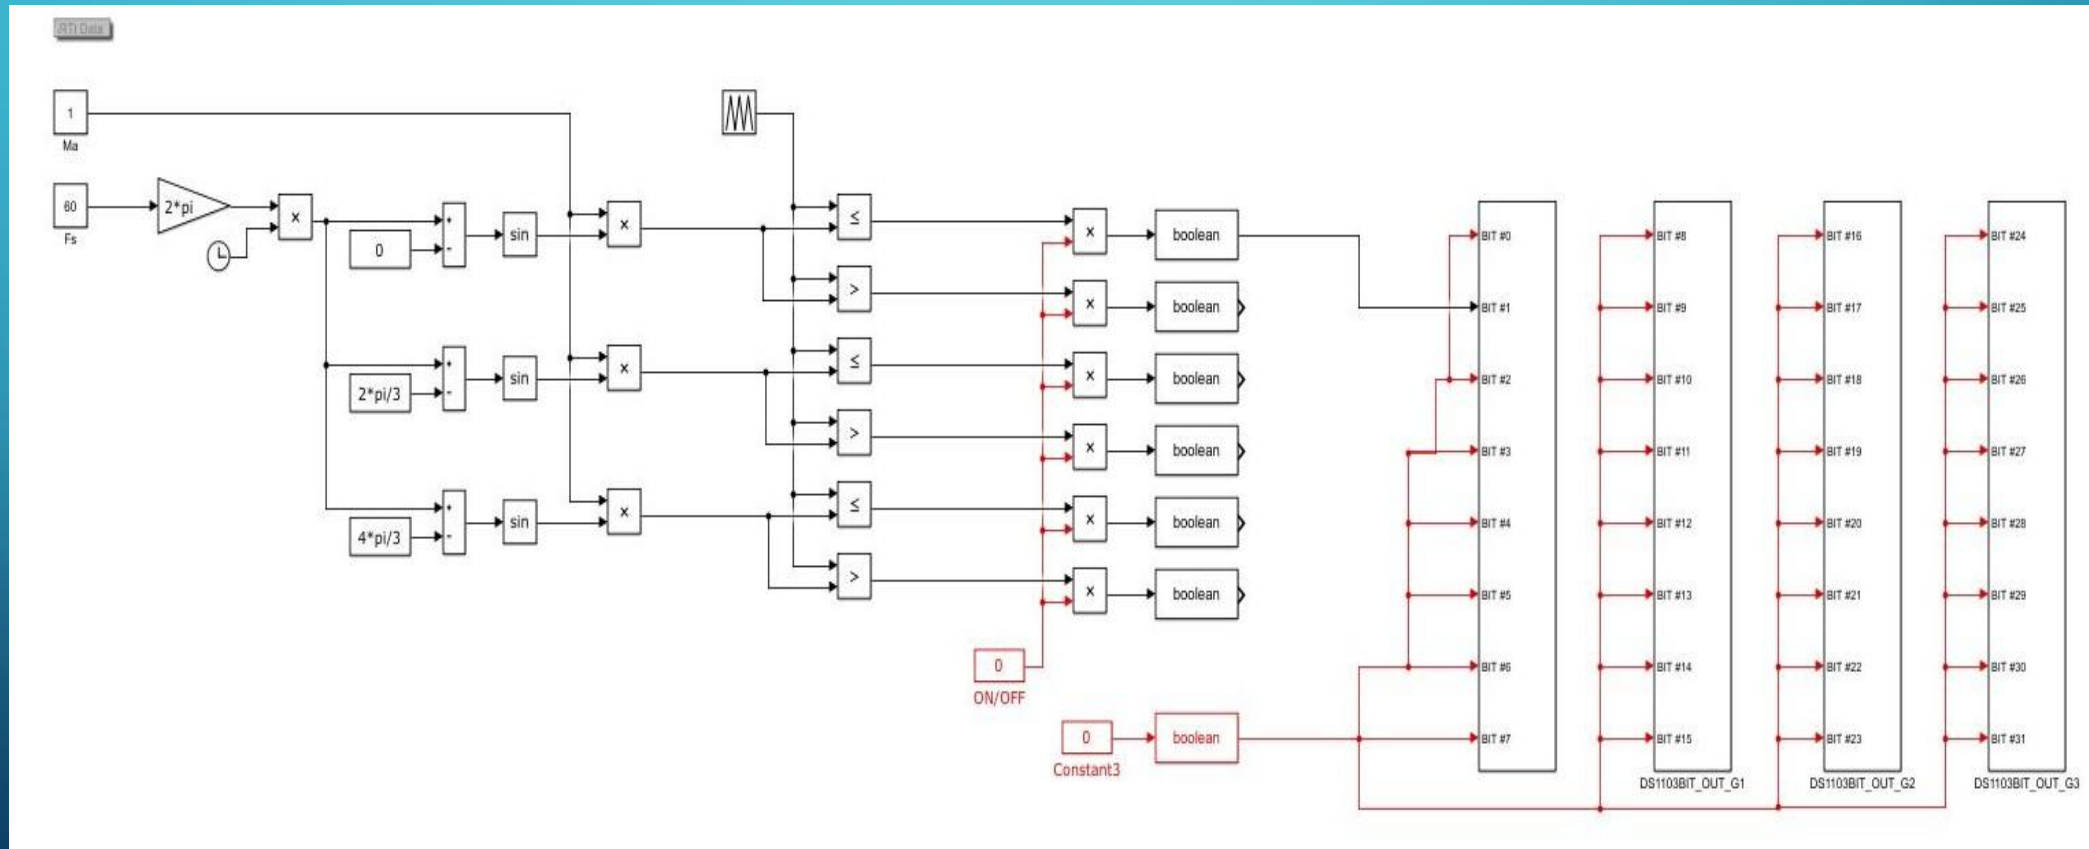 RTI Data
1
Ma
60
Fs
2*pi
×
0
+
-
sin
×
≤
×
boolean
>
×
boolean
2*pi/3
+
-
sin
×
≤
×
boolean
>
×
boolean
4*pi/3
+
-
sin
×
≤
×
boolean
>
×
boolean
0
ON/OFF
0
Constant3
boolean
BIT #0
BIT #1
BIT #2
BIT #3
BIT #4
BIT #5
BIT #6
BIT #7
BIT #8
BIT #9
BIT #10
BIT #11
BIT #12
BIT #13
BIT #14
BIT #15
DS1103BIT_OUT_G1
BIT #16
BIT #17
BIT #18
BIT #19
BIT #20
BIT #21
BIT #22
BIT #23
DS1103BIT_OUT_G2
BIT #24
BIT #25
BIT #26
BIT #27
BIT #28
BIT #29
BIT #30
BIT #31
DS1103BIT_OUT_G3